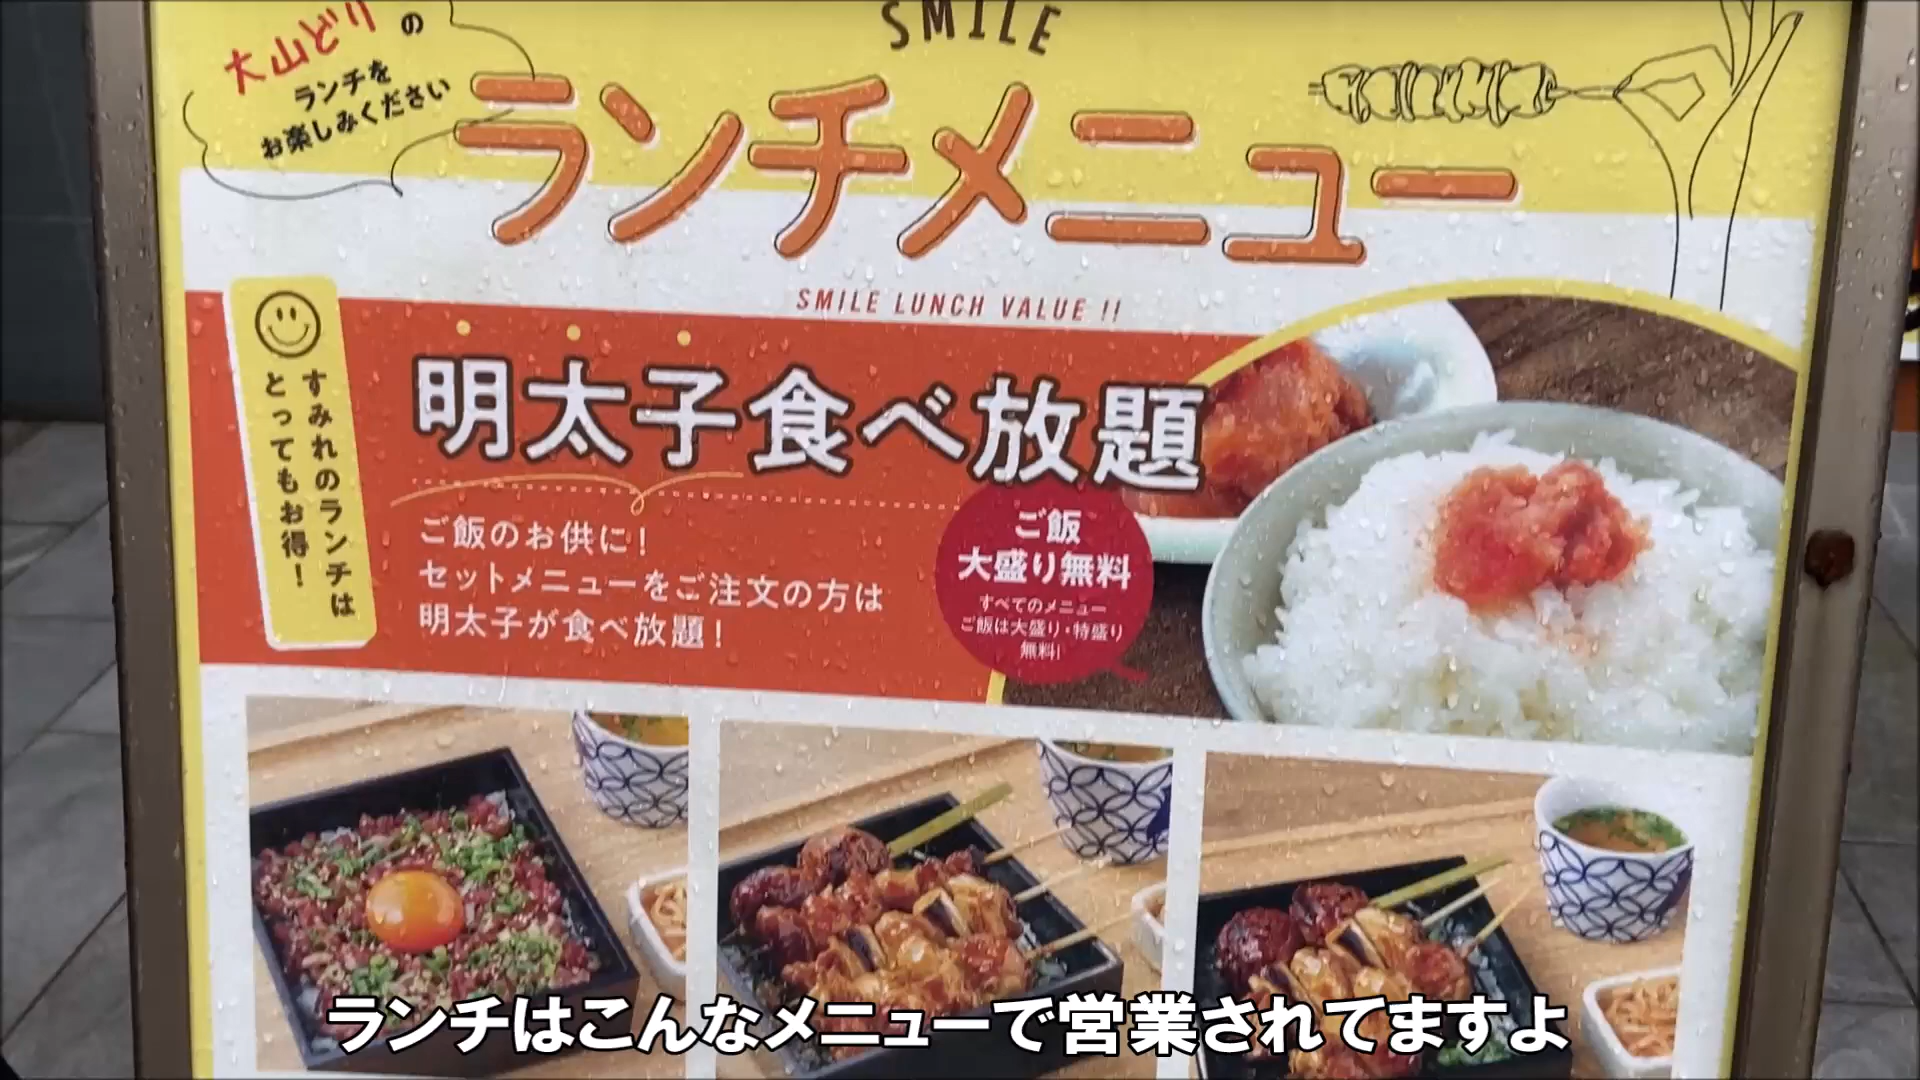 SMILE
大山どりの
ランチを
お楽しみください
ランチメニュー
SMILE LUNCH VALUE !!
すみれのランチは
とってもお得！
明太子食べ放題
ご飯のお供に！
セットメニューをご注文の方は
明太子が食べ放題！
ご飯
大盛り無料
すべてのメニュー
ご飯は大盛り・特盛り
無料！
ランチはこんなメニューで営業されてますよ